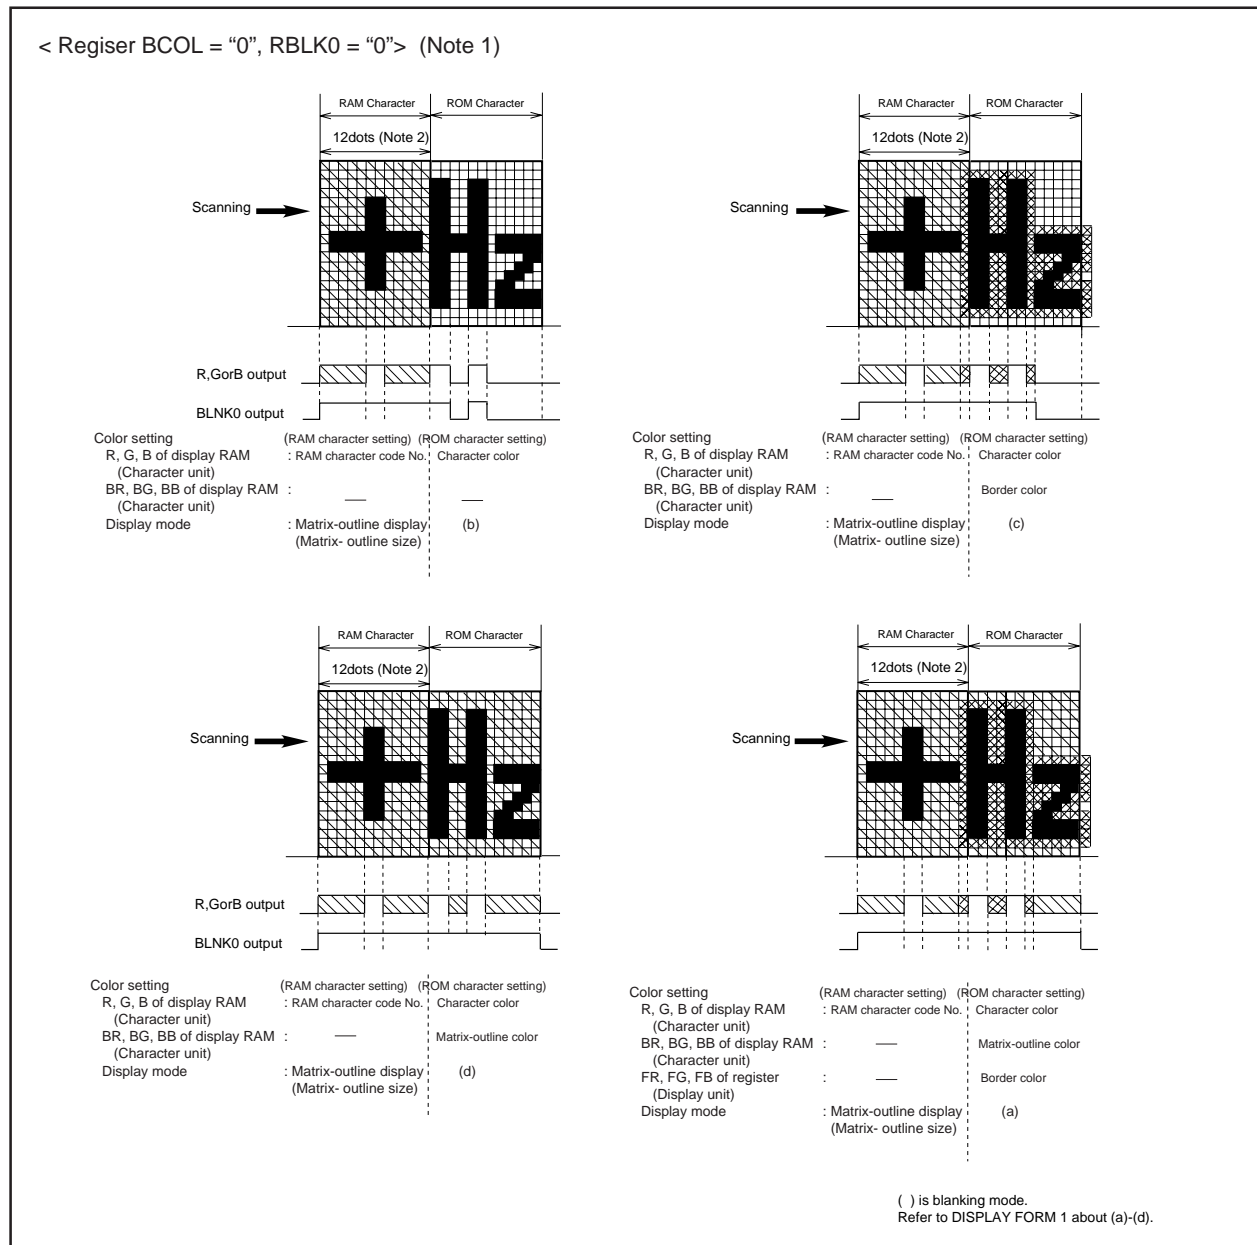 < Regiser BCOL = “0”, RBLK0 = “0”> (Note 1)
RAM Character ROM Character
12dots (Note 2)
Scanning
R,GorB output
BLNK0 output
Color setting (RAM character setting) (ROM character setting)
R, G, B of display RAM : RAM character code No. Character color
(Character unit)
BR, BG, BB of display RAM : — —
(Character unit)
Display mode : Matrix-outline display (b)
(Matrix- outline size)
RAM Character ROM Character
12dots (Note 2)
Scanning
R,GorB output
BLNK0 output
Color setting (RAM character setting) (ROM character setting)
R, G, B of display RAM : RAM character code No. Character color
(Character unit)
BR, BG, BB of display RAM : — Border color
(Character unit)
Display mode : Matrix-outline display (c)
(Matrix- outline size)
RAM Character ROM Character
12dots (Note 2)
Scanning
R,GorB output
BLNK0 output
Color setting (RAM character setting) (ROM character setting)
R, G, B of display RAM : RAM character code No. Character color
(Character unit)
BR, BG, BB of display RAM : — Matrix-outline color
(Character unit)
Display mode : Matrix-outline display (d)
(Matrix- outline size)
RAM Character ROM Character
12dots (Note 2)
Scanning
R,GorB output
BLNK0 output
Color setting (RAM character setting) (ROM character setting)
R, G, B of display RAM : RAM character code No. Character color
(Character unit)
BR, BG, BB of display RAM : — Matrix-outline color
(Character unit)
FR, FG, FB of register : — Border color
(Display unit)
Display mode : Matrix-outline display (a)
(Matrix- outline size)
( ) is blanking mode.
Refer to DISPLAY FORM 1 about (a)-(d).